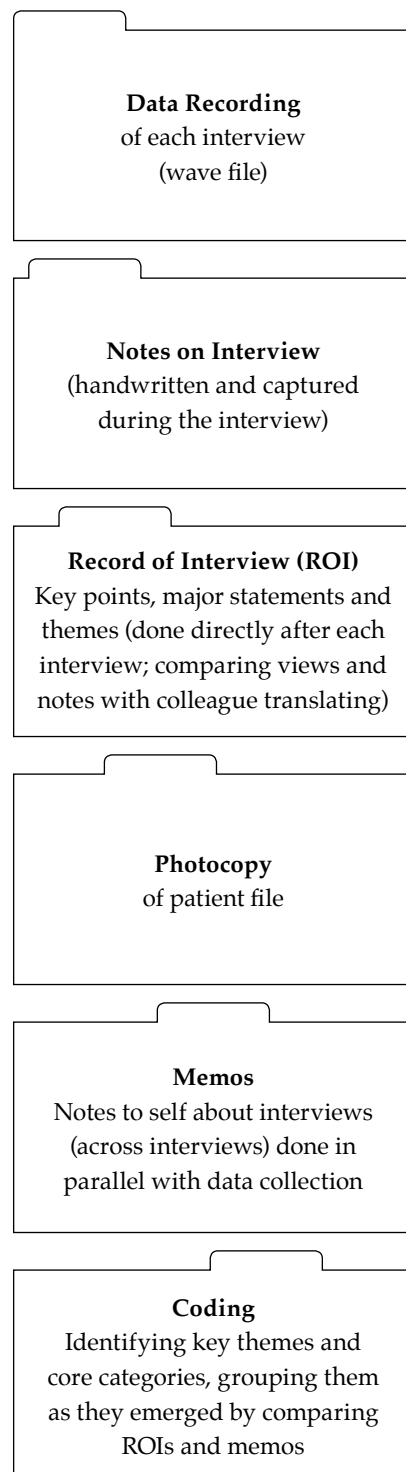 Data Recording
of each interview
(wave file)
Notes on Interview
(handwritten and captured
during the interview)
Record of Interview (ROI)
Key points, major statements and
themes (done directly after each
interview; comparing views and
notes with colleague translating)
Photocopy
of patient file
Memos
Notes to self about interviews
(across interviews) done in
parallel with data collection
Coding
Identifying key themes and
core categories, grouping them
as they emerged by comparing
ROIs and memos